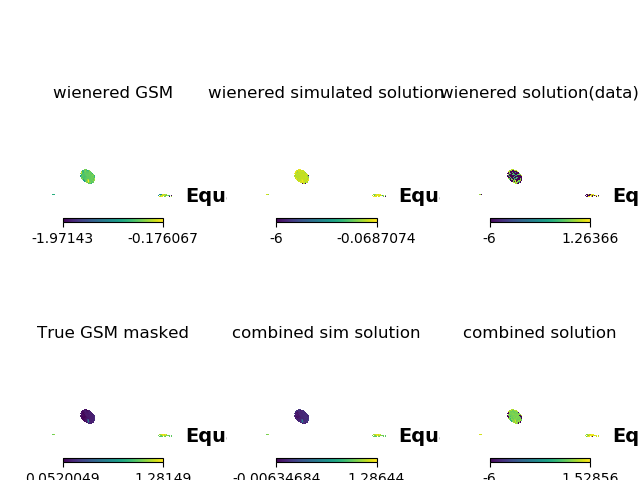 wienered GSM
wienered simulated solution
wienered solution(data)
Equ
Equ
Eq
-1.97143 -0.176067
-6 -0.0687074
-6 1.26366
True GSM masked
combined sim solution
combined solution
Equ
Equ
Eq
0.0520049 1.28149
-0.00634684 1.28644
-6 1.52856